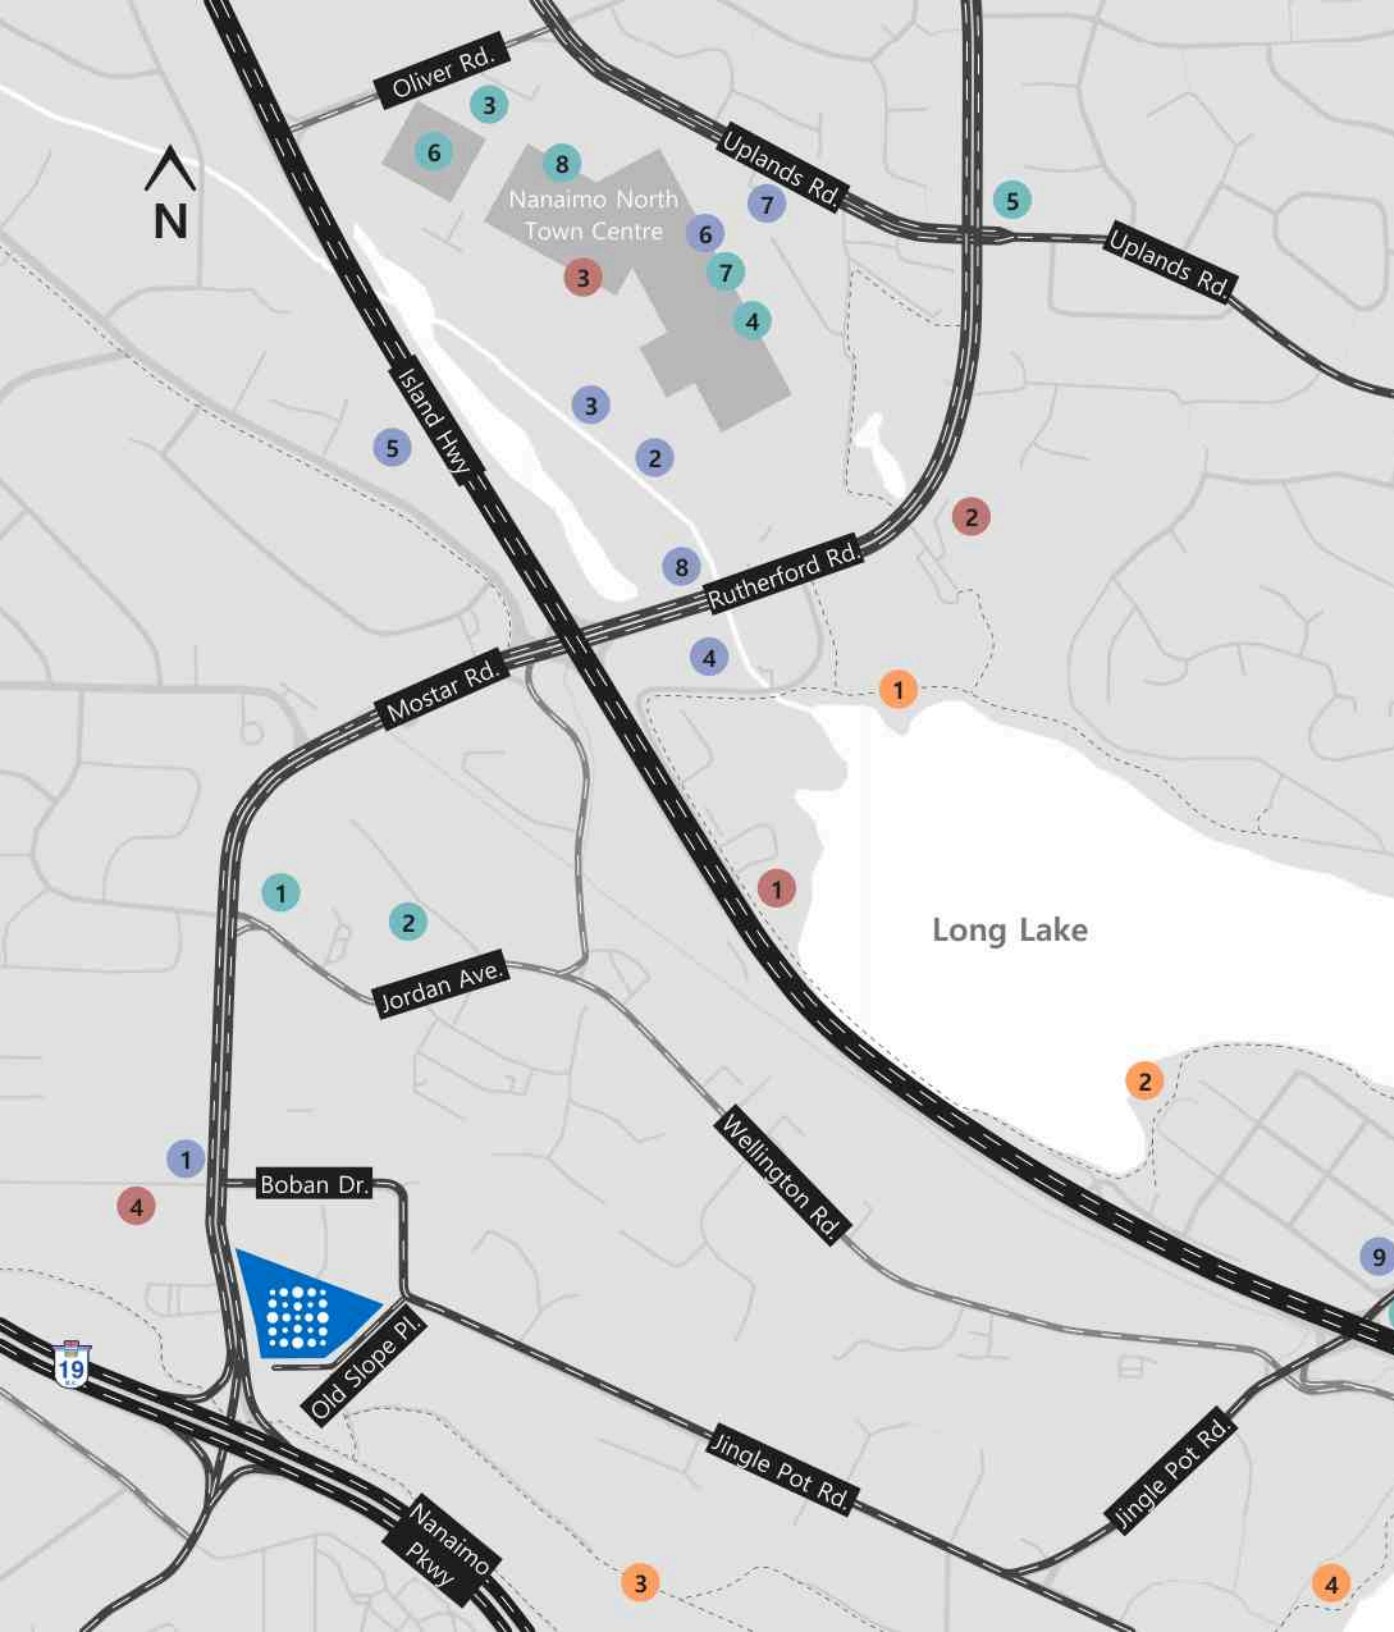 Oliver Rd.
3
6
8
Uplands Rd.
N
Nanaimo North
Town Centre
7
5
6
Uplands Rd.
7
3
4
Island Hwy
3
5
2
2
8
Rutherford Rd.
4
Mostar Rd.
1
1
1
2
Long Lake
Jordan Ave.
2
Wellington Rd.
1
Boban Dr.
4
9
19
B.C.
Old Slope Pl.
Jingle Pot Rd.
Jingle Pot Rd.
Nanaimo
Pkwy
3
4